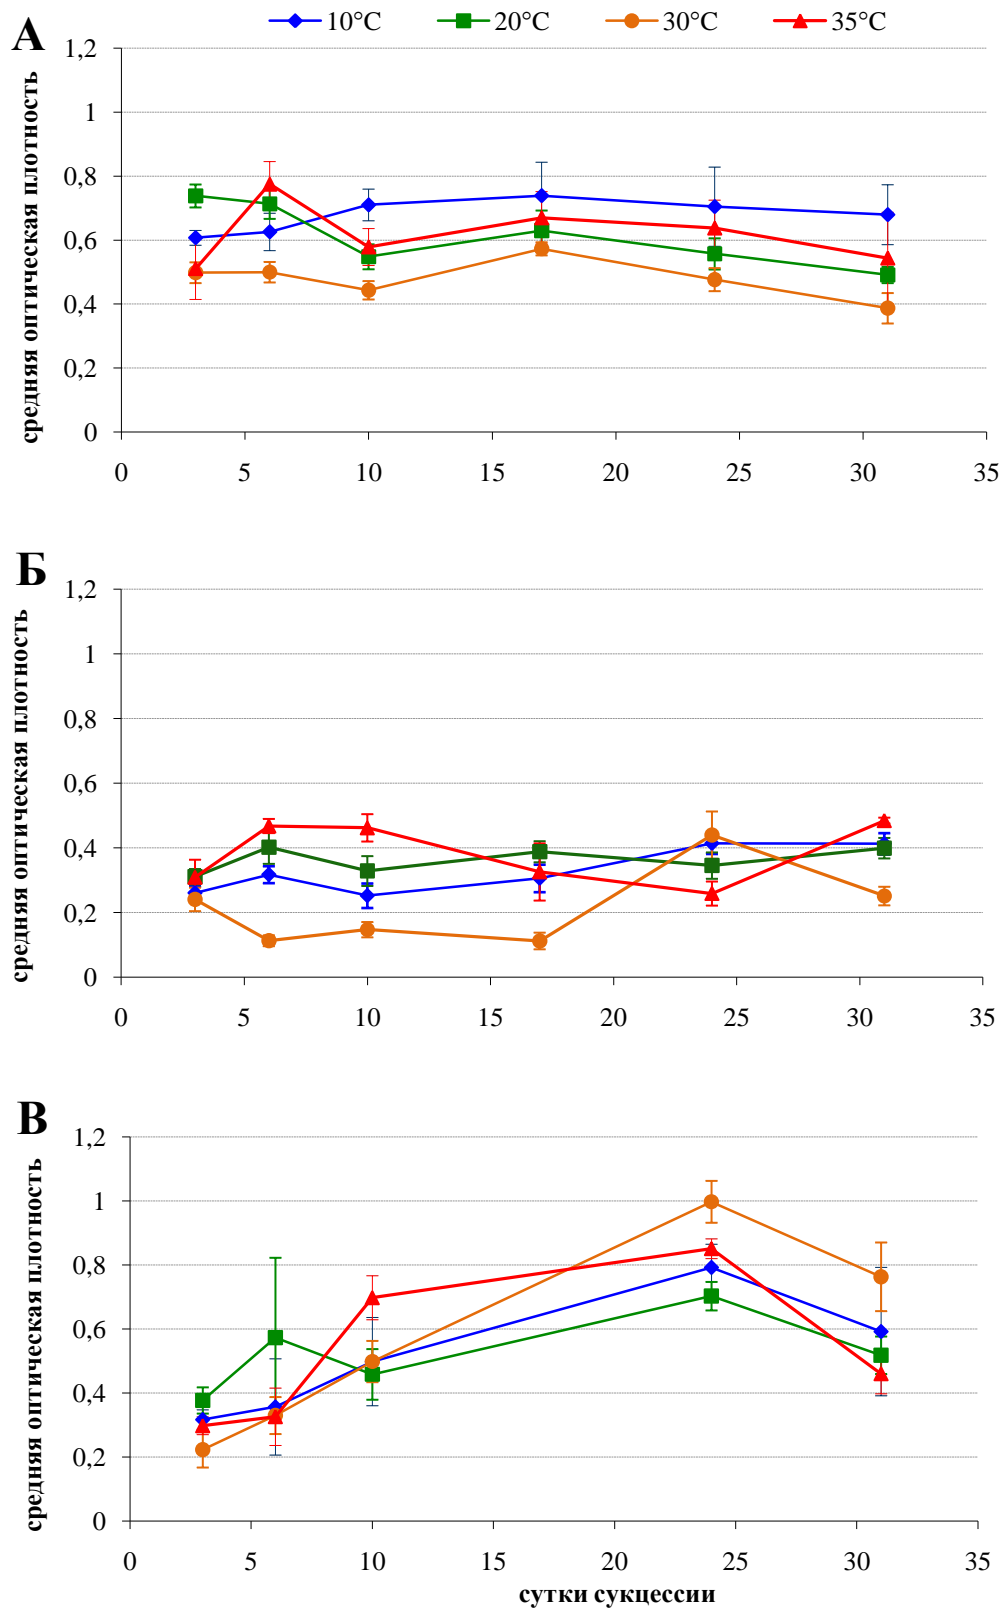 10°C 20°C 30°C 35°C
А
средняя оптическая плотность
1,2
1
0,8
0,6
0,4
0,2
0
0 5 10 15 20 25 30 35
Б
средняя оптическая плотность
1,2
1
0,8
0,6
0,4
0,2
0
0 5 10 15 20 25 30 35
В
средняя оптическая плотность
1,2
1
0,8
0,6
0,4
0,2
0
0 5 10 15 20 25 30 35
сутки сукцессии